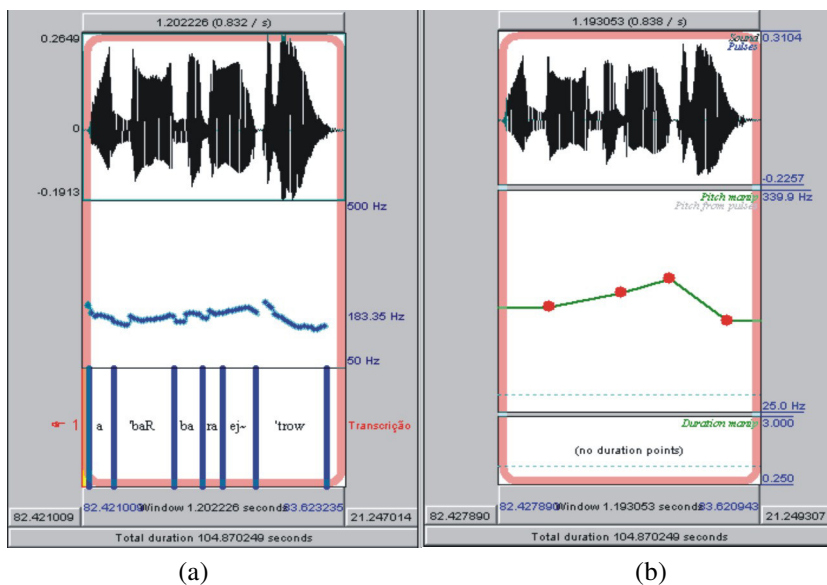 1.202226 (0.832 / s)
0.2649
0
-0.1913
500 Hz
183.35 Hz
50 Hz
1
a
'baR
ba
ra
ej~
'trow
Transcrição
82.421009
82.421009
Window 1.202226 seconds
83.623235
21.247014
Total duration 104.870249 seconds
(a)
1.193053 (0.838 / s)
Sound
0.3104
Pulses
-0.2257
Pitch manip
339.9 Hz
Pitch from pulses
25.0 Hz
Duration manip
3.000
(no duration points)
0.250
82.427890
82.427890
Window 1.193053 seconds
83.620943
21.249307
Total duration 104.870249 seconds
(b)